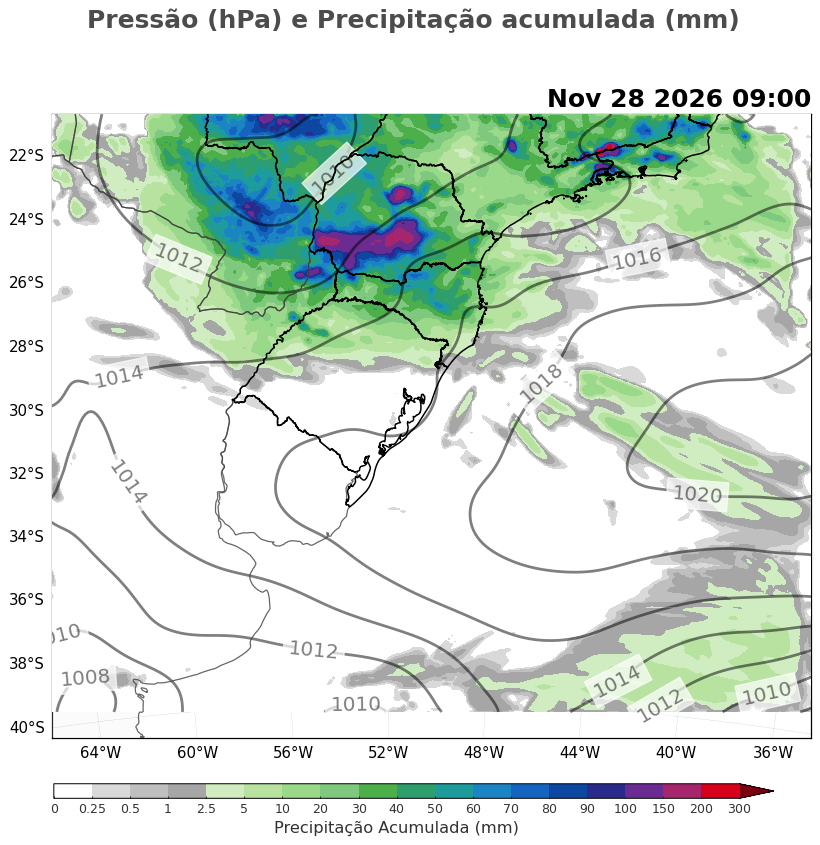 Pressão (hPa) e Precipitação acumulada (mm)
Nov 28 2026 09:00
22°S
24°S
26°S
28°S
30°S
32°S
34°S
36°S
38°S
40°S
1010
1012
1016
1014
1018
1014
1020
010
1012
1008
1014
1010
1012
1010
64°W 60°W 56°W 52°W 48°W 44°W 40°W 36°W
0 0.25 0.5 1 2.5 5 10 20 30 40 50 60 70 80 90 100 150 200 300
Precipitação Acumulada (mm)